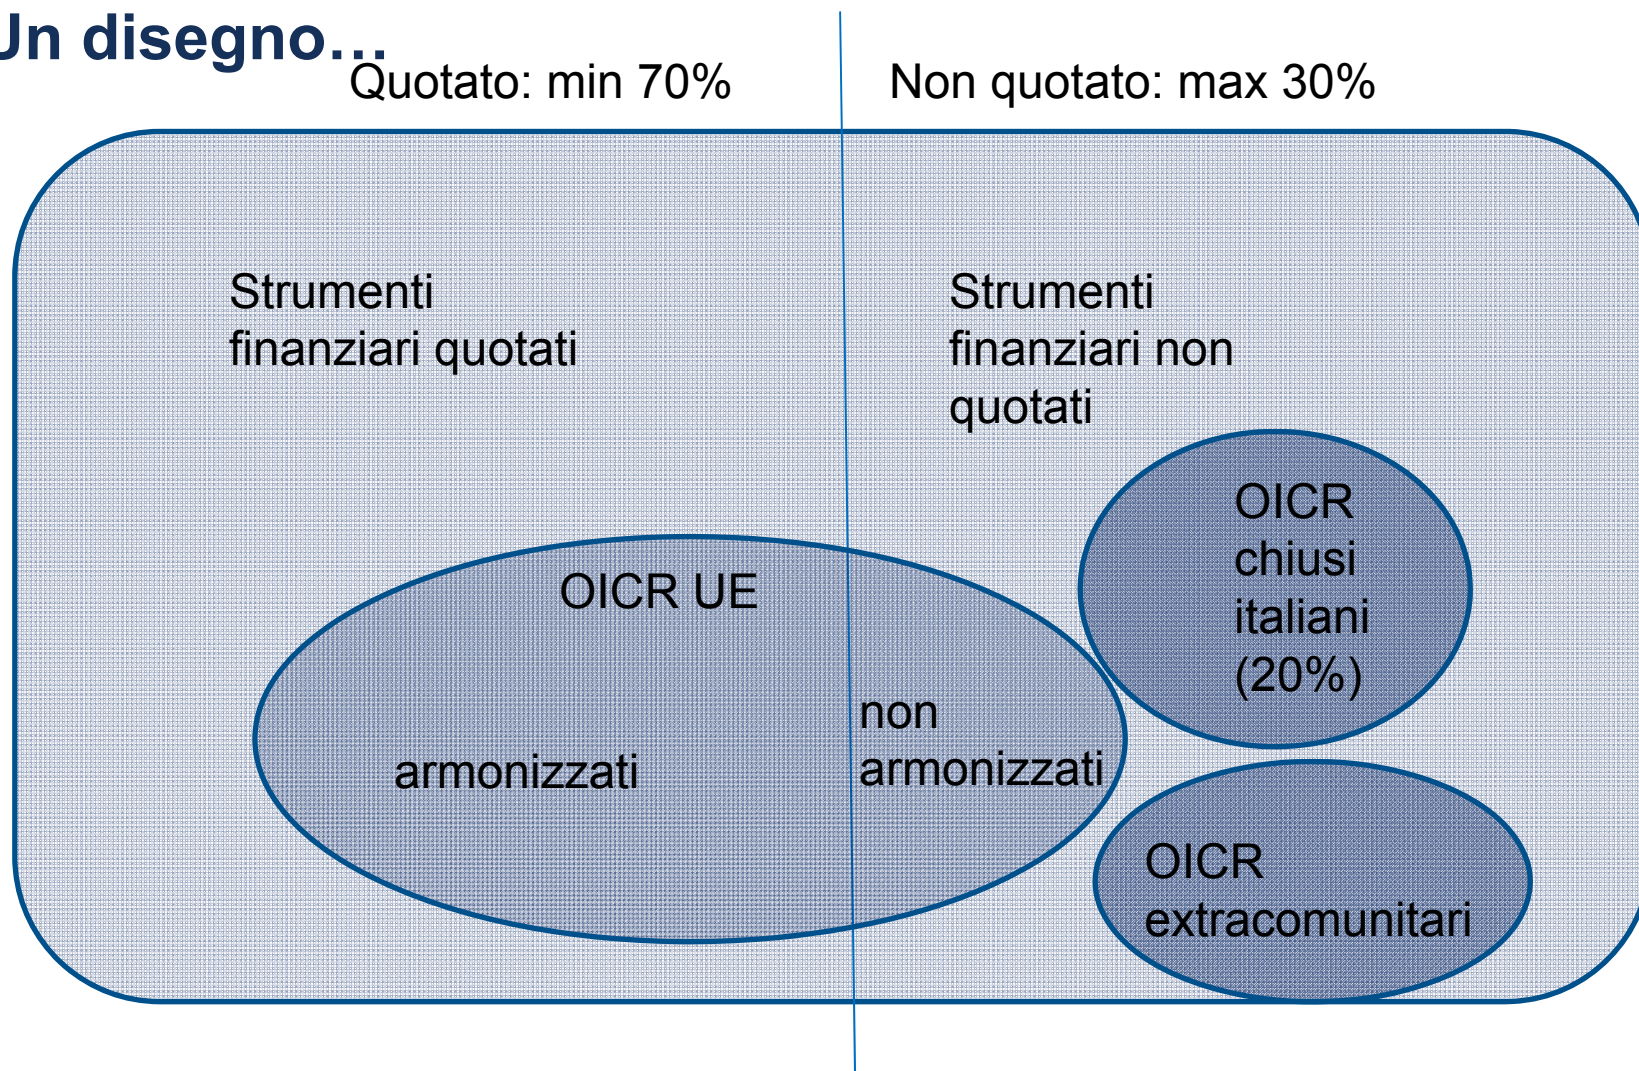 Un disegno…
Quotato: min 70%
Non quotato: max 30%
Strumenti
finanziari quotati
Strumenti
finanziari non
quotati
OICR
chiusi
italiani
(20%)
OICR UE
non
armonizzati
armonizzati
OICR
extracomunitari